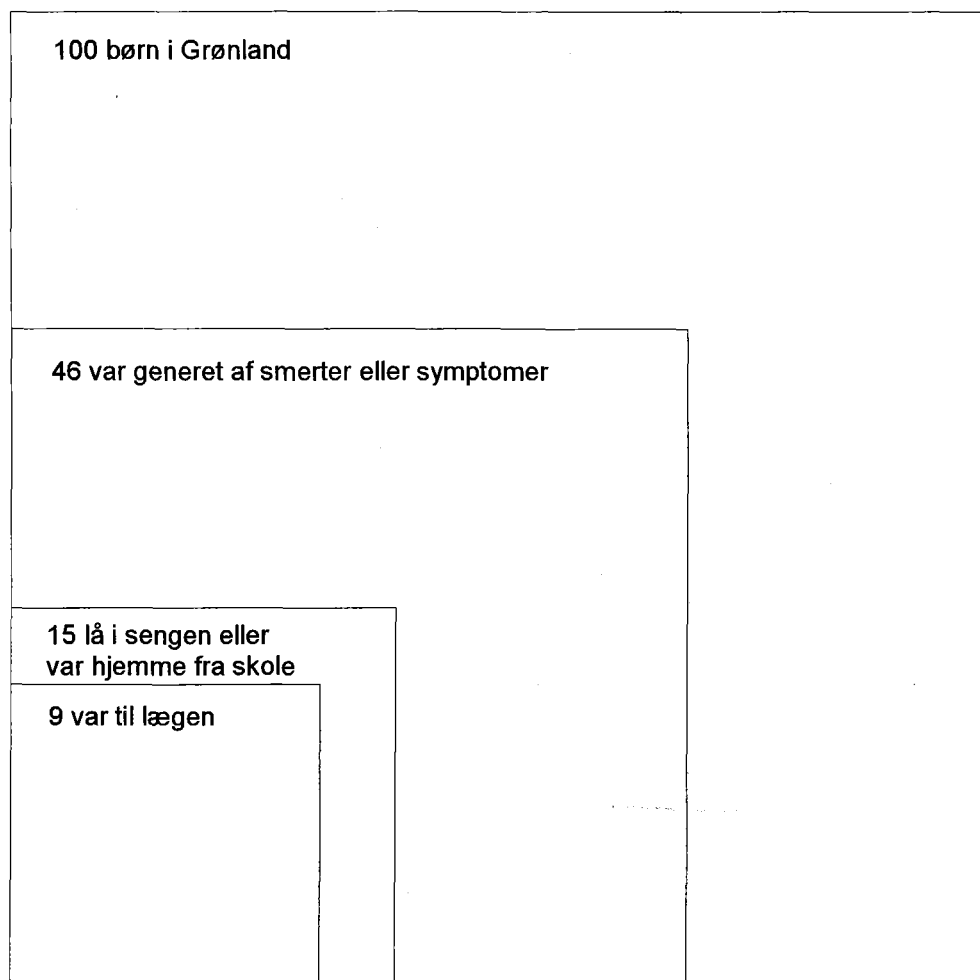 100 børn i Grønland
46 var generet af smerter eller symptomer
15 lå i sengen eller
var hjemme fra skole
9 var til lægen